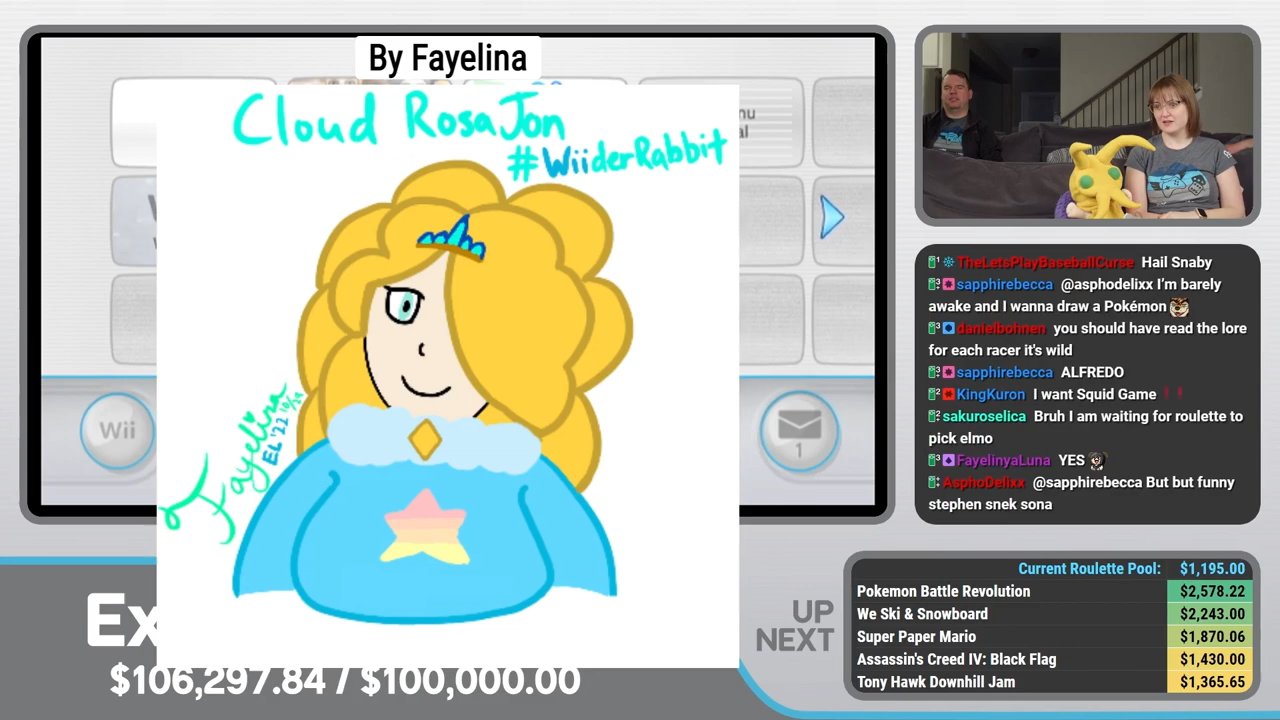 By Fayelina
Cloud RosaJon
#WiiderRabbit
Fayelina
EL '22
Wii
1
Ex
$106,297.84 / $100,000.00
TheLetsPlayBaseballCurse Hail Snaby
sapphirebecca @asphodelixx I'm barely
awake and I wanna draw a Pokémon
danielbohnen you should have read the lore
for each racer it's wild
sapphirebecca ALFREDO
KingKuron I want Squid Game
sakuroselica Bruh I am waiting for roulette to
pick elmo
FayelinyaLuna YES
AsphoDelixx @sapphirebecca But but funny
stephen snek sona
UP
NEXT
Current Roulette Pool: $1,195.00
Pokemon Battle Revolution $2,578.22
We Ski & Snowboard $2,243.00
Super Paper Mario $1,870.06
Assassin's Creed IV: Black Flag $1,430.00
Tony Hawk Downhill Jam $1,365.65